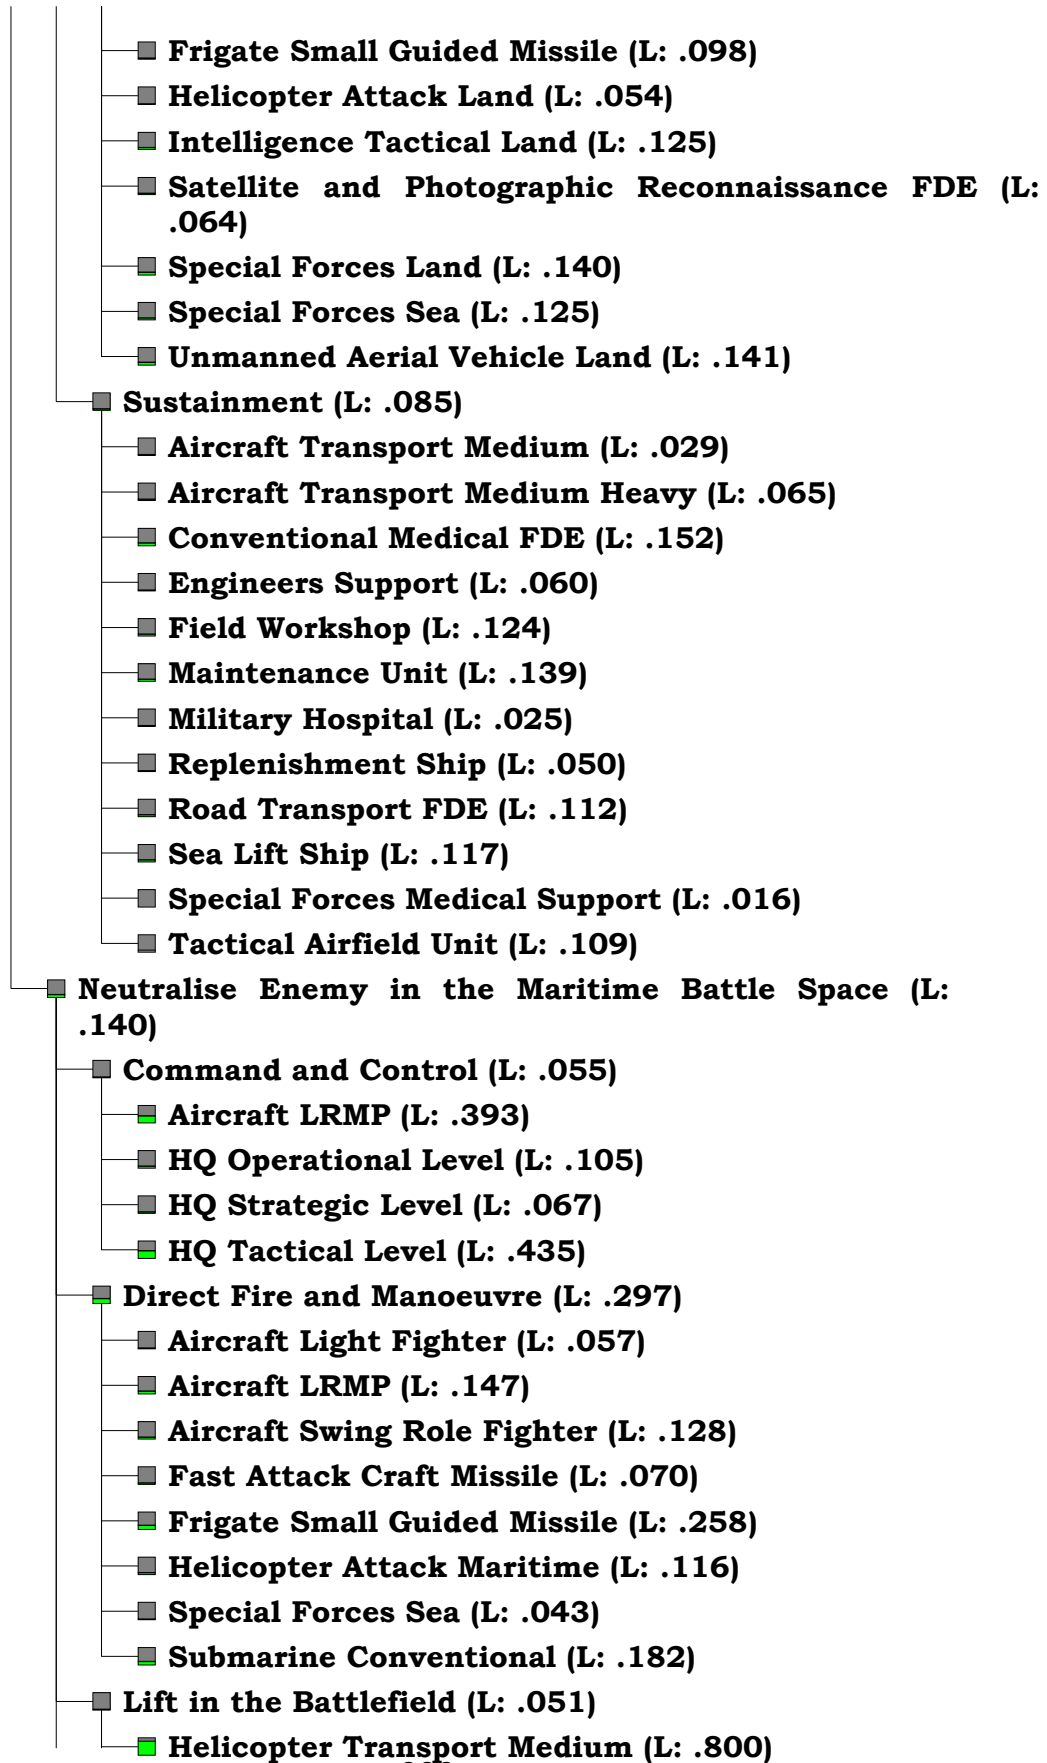 Frigate Small Guided Missile (L: .098)
Helicopter Attack Land (L: .054)
Intelligence Tactical Land (L: .125)
Satellite and Photographic Reconnaissance FDE (L:
.064)
Special Forces Land (L: .140)
Special Forces Sea (L: .125)
Unmanned Aerial Vehicle Land (L: .141)
Sustainment (L: .085)
Aircraft Transport Medium (L: .029)
Aircraft Transport Medium Heavy (L: .065)
Conventional Medical FDE (L: .152)
Engineers Support (L: .060)
Field Workshop (L: .124)
Maintenance Unit (L: .139)
Military Hospital (L: .025)
Replenishment Ship (L: .050)
Road Transport FDE (L: .112)
Sea Lift Ship (L: .117)
Special Forces Medical Support (L: .016)
Tactical Airfield Unit (L: .109)
Neutralise Enemy in the Maritime Battle Space (L:
.140)
Command and Control (L: .055)
Aircraft LRMP (L: .393)
HQ Operational Level (L: .105)
HQ Strategic Level (L: .067)
HQ Tactical Level (L: .435)
Direct Fire and Manoeuvre (L: .297)
Aircraft Light Fighter (L: .057)
Aircraft LRMP (L: .147)
Aircraft Swing Role Fighter (L: .128)
Fast Attack Craft Missile (L: .070)
Frigate Small Guided Missile (L: .258)
Helicopter Attack Maritime (L: .116)
Special Forces Sea (L: .043)
Submarine Conventional (L: .182)
Lift in the Battlefield (L: .051)
Helicopter Transport Medium (L: .800)